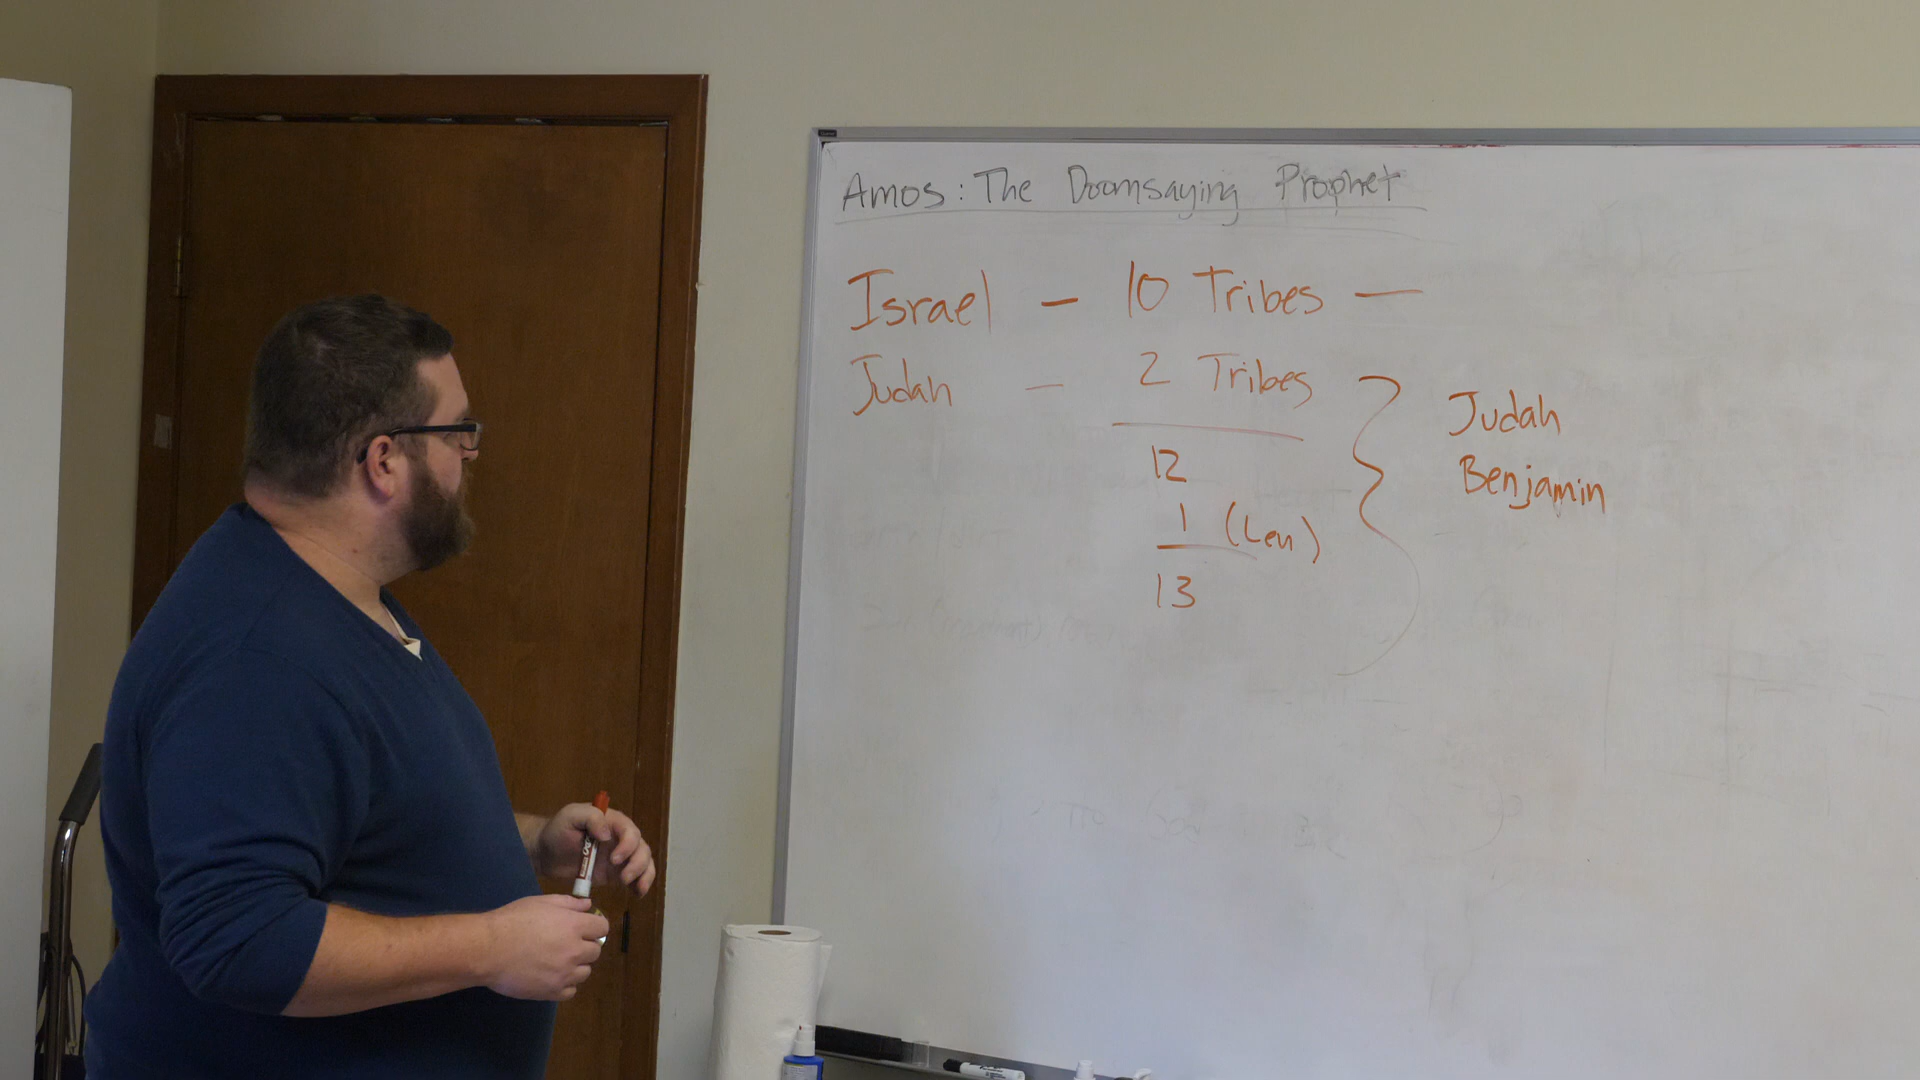 Amos: The Doomsaying Prophet
Israel - 10 Tribes -
Judah - 2 Tribes
Judah
Benjamin
12
1 (Levi)
13